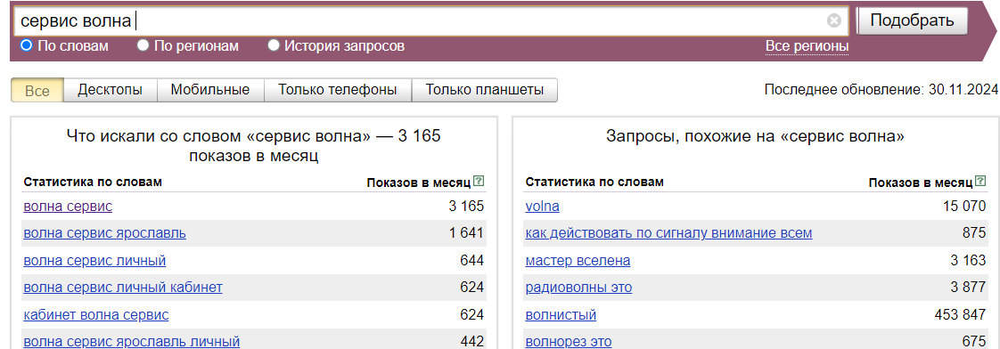 сервис волна
Подобрать
По словам По регионам История запросов Все регионы
Все Десктопы Мобильные Только телефоны Только планшеты Последнее обновление: 30.11.2024
Что искали со словом «сервис волна» — 3 165
показов в месяц
Статистика по словам Показов в месяц ?
волна сервис 3 165
волна сервис ярославль 1 641
волна сервис личный 644
волна сервис личный кабинет 624
кабинет волна сервис 624
волна сервис ярославль личный 442
Запросы, похожие на «сервис волна»
Статистика по словам Показов в месяц ?
volna 15 070
как действовать по сигналу внимание всем 875
мастер вселена 3 163
радиоволны это 3 877
волнистый 453 847
волнорез это 675